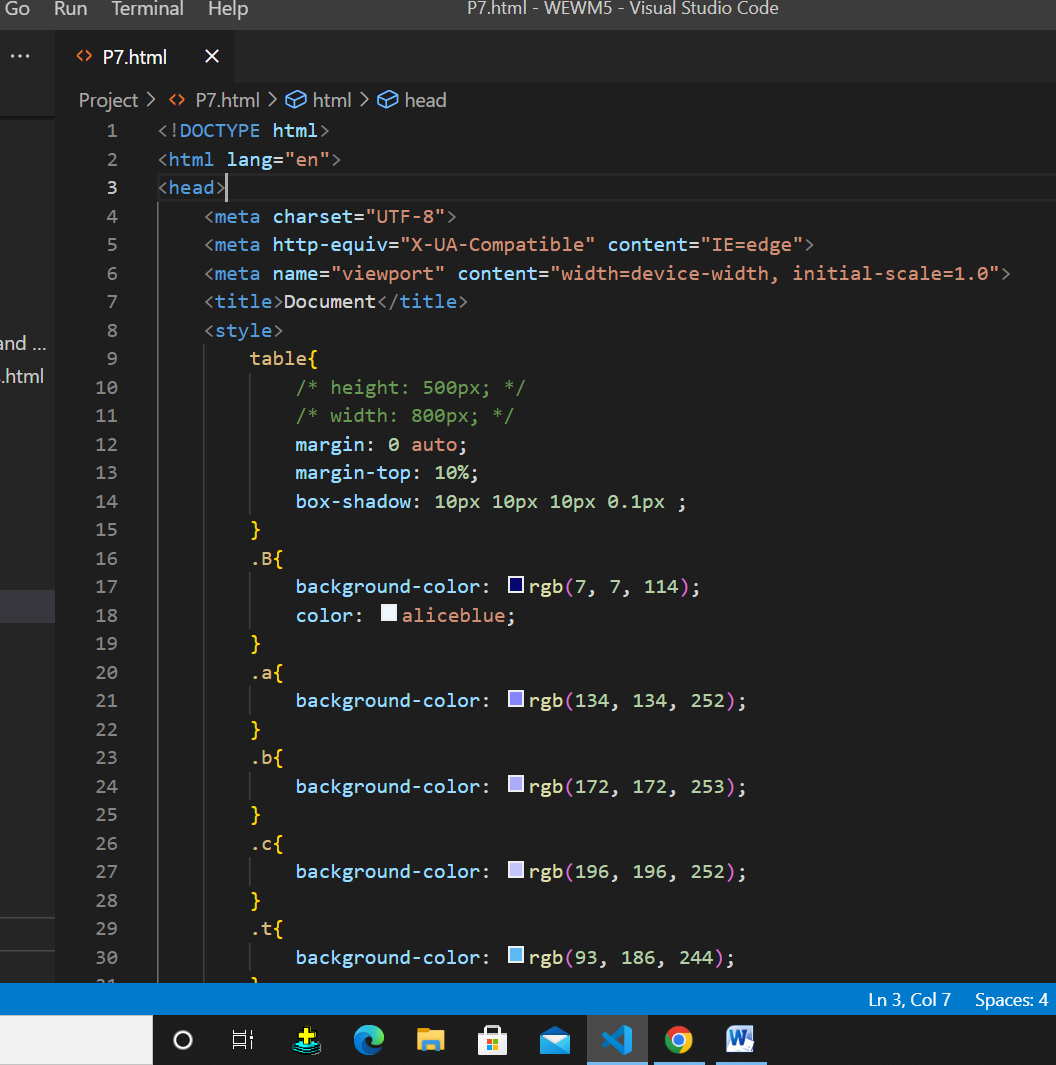 Go Run Terminal Help P7.html - WEWM5 - Visual Studio Code
··· <> P7.html ×
Project > <> P7.html > html > head
1 <!DOCTYPE html>
2 <html lang="en">
3 <head>
4 <meta charset="UTF-8">
5 <meta http-equiv="X-UA-Compatible" content="IE=edge">
6 <meta name="viewport" content="width=device-width, initial-scale=1.0">
7 <title>Document</title>
8 <style>
and ...
.html
9 table{
10 /* height: 500px; */
11 /* width: 800px; */
12 margin: 0 auto;
13 margin-top: 10%;
14 box-shadow: 10px 10px 10px 0.1px ;
15 }
16 .B{
17 background-color: rgb(7, 7, 114);
18 color: aliceblue;
19 }
20 .a{
21 background-color: rgb(134, 134, 252);
22 }
23 .b{
24 background-color: rgb(172, 172, 253);
25 }
26 .c{
27 background-color: rgb(196, 196, 252);
28 }
29 .t{
30 background-color: rgb(93, 186, 244);
31 }
Ln 3, Col 7 Spaces: 4